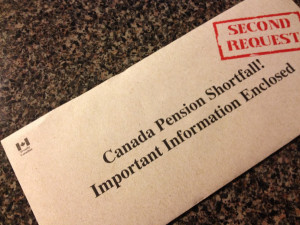 SECOND
REQUEST
Canada Pension Shortfall!
Important Information Enclosed